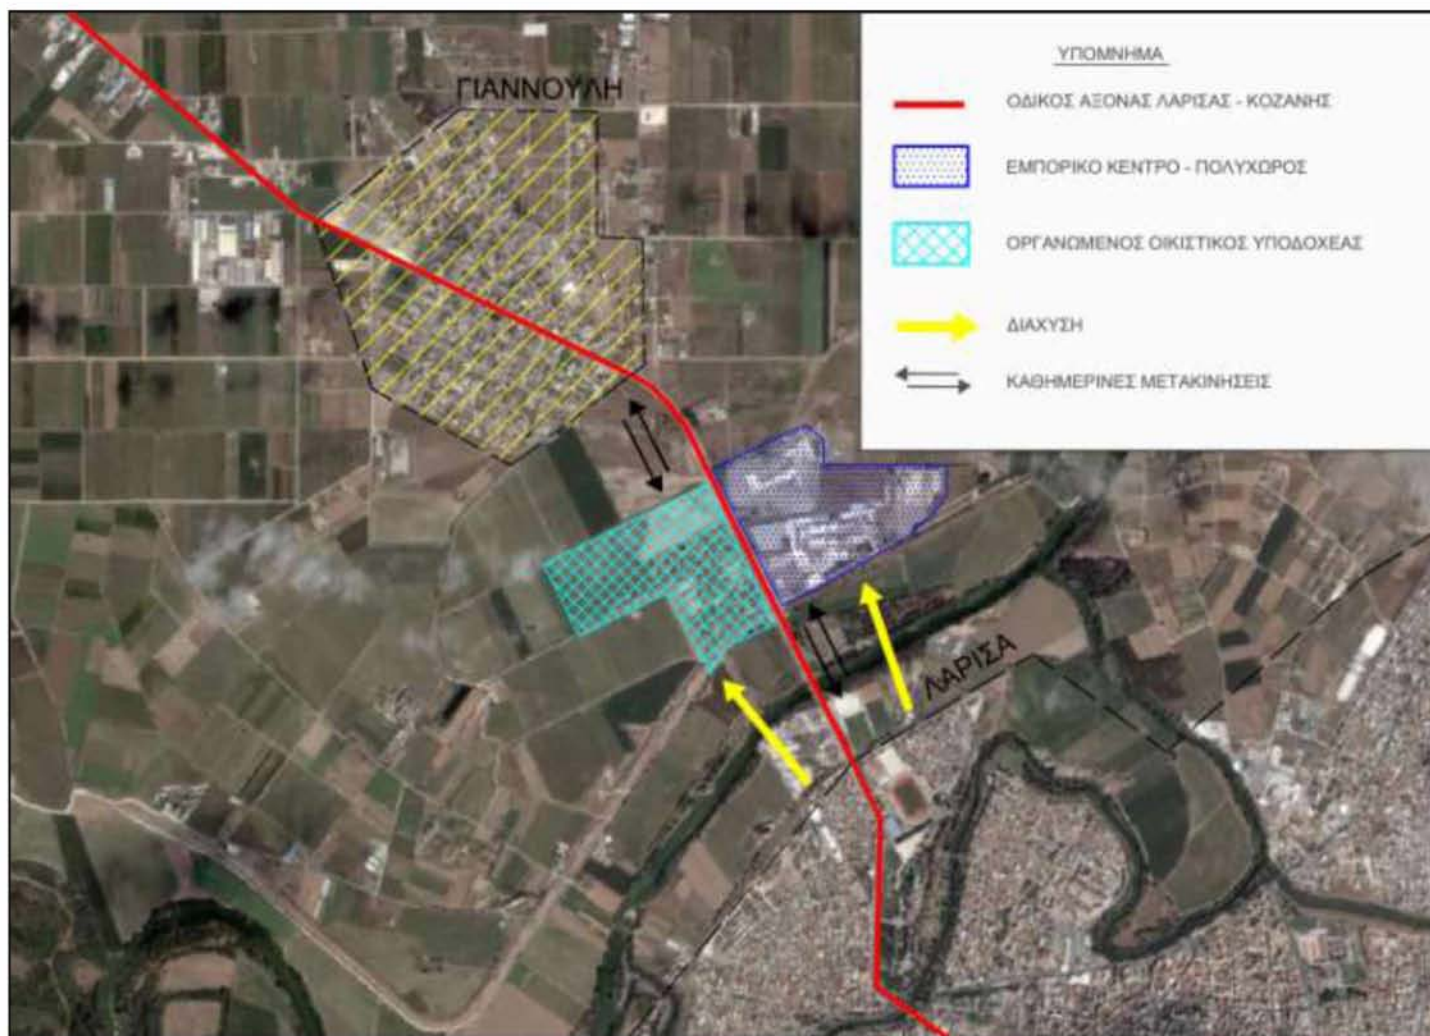 ΥΠΟΜΝΗΜΑ
ΟΔΙΚΟΣ ΑΞΟΝΑΣ ΛΑΡΙΣΑΣ - ΚΟΖΑΝΗΣ
ΕΜΠΟΡΙΚΟ ΚΕΝΤΡΟ - ΠΟΛΥΧΩΡΟΣ
ΟΡΓΑΝΩΜΕΝΟΣ ΟΙΚΙΣΤΙΚΟΣ ΥΠΟΔΟΧΕΑΣ
ΔΙΑΧΥΣΗ
ΚΑΘΗΜΕΡΙΝΕΣ ΜΕΤΑΚΙΝΗΣΕΙΣ
ΓΙΑΝΝΟΥΛΗ
ΛΑΡΙΣΑ